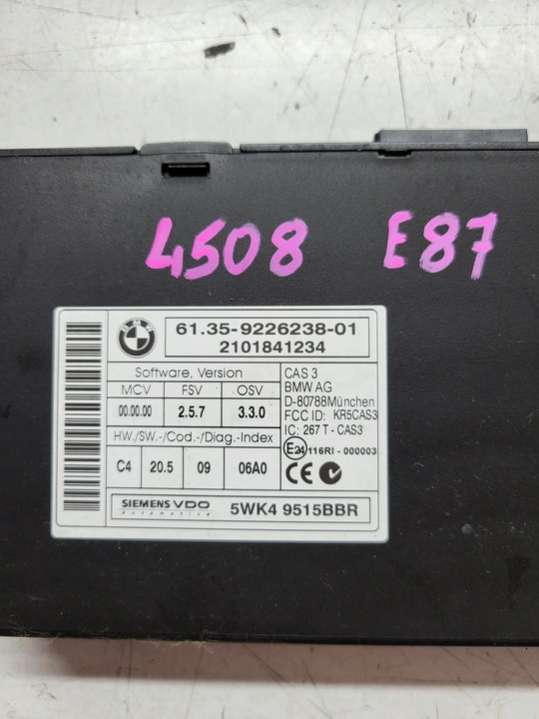 4508 E87
BMW
61.35-9226238-01
2101841234
Software, Version
MCV FSV OSV
00.00.00 2.5.7 3.3.0
HW./SW.-/Cod.-/Diag.-Index
C4 20.5 09 06A0
CAS 3
BMW AG
D-80788München
FCC ID: KR5CAS3
IC: 267 T - CAS3
E24 116RI - 000003
CE
SIEMENS VDO
Automotive
5WK4 9515BBR